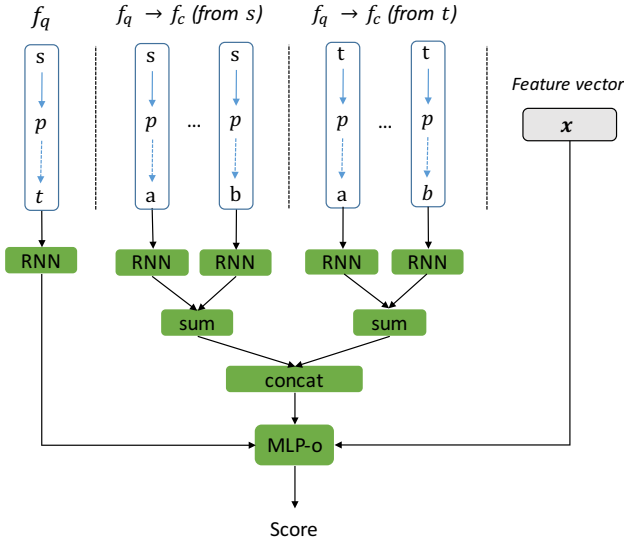 f_q
f_q → f_c (from s)
f_q → f_c (from t)
s s s t t
Feature vector
p p ... p p ... p
x
t a b a b
RNN RNN RNN RNN RNN
sum sum
concat
MLP-o
Score